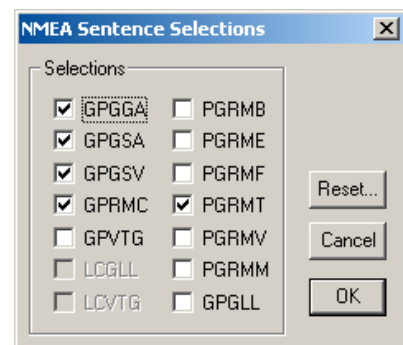 NMEA Sentence Selections
Selections
GPGGA PGRMB
GPGSA PGRME
GPGSV PGRMF
GPRMC PGRMT
GPVTG PGRMV
LCGLL PGRMM
LCVTG GPGLL
Reset...
Cancel
OK